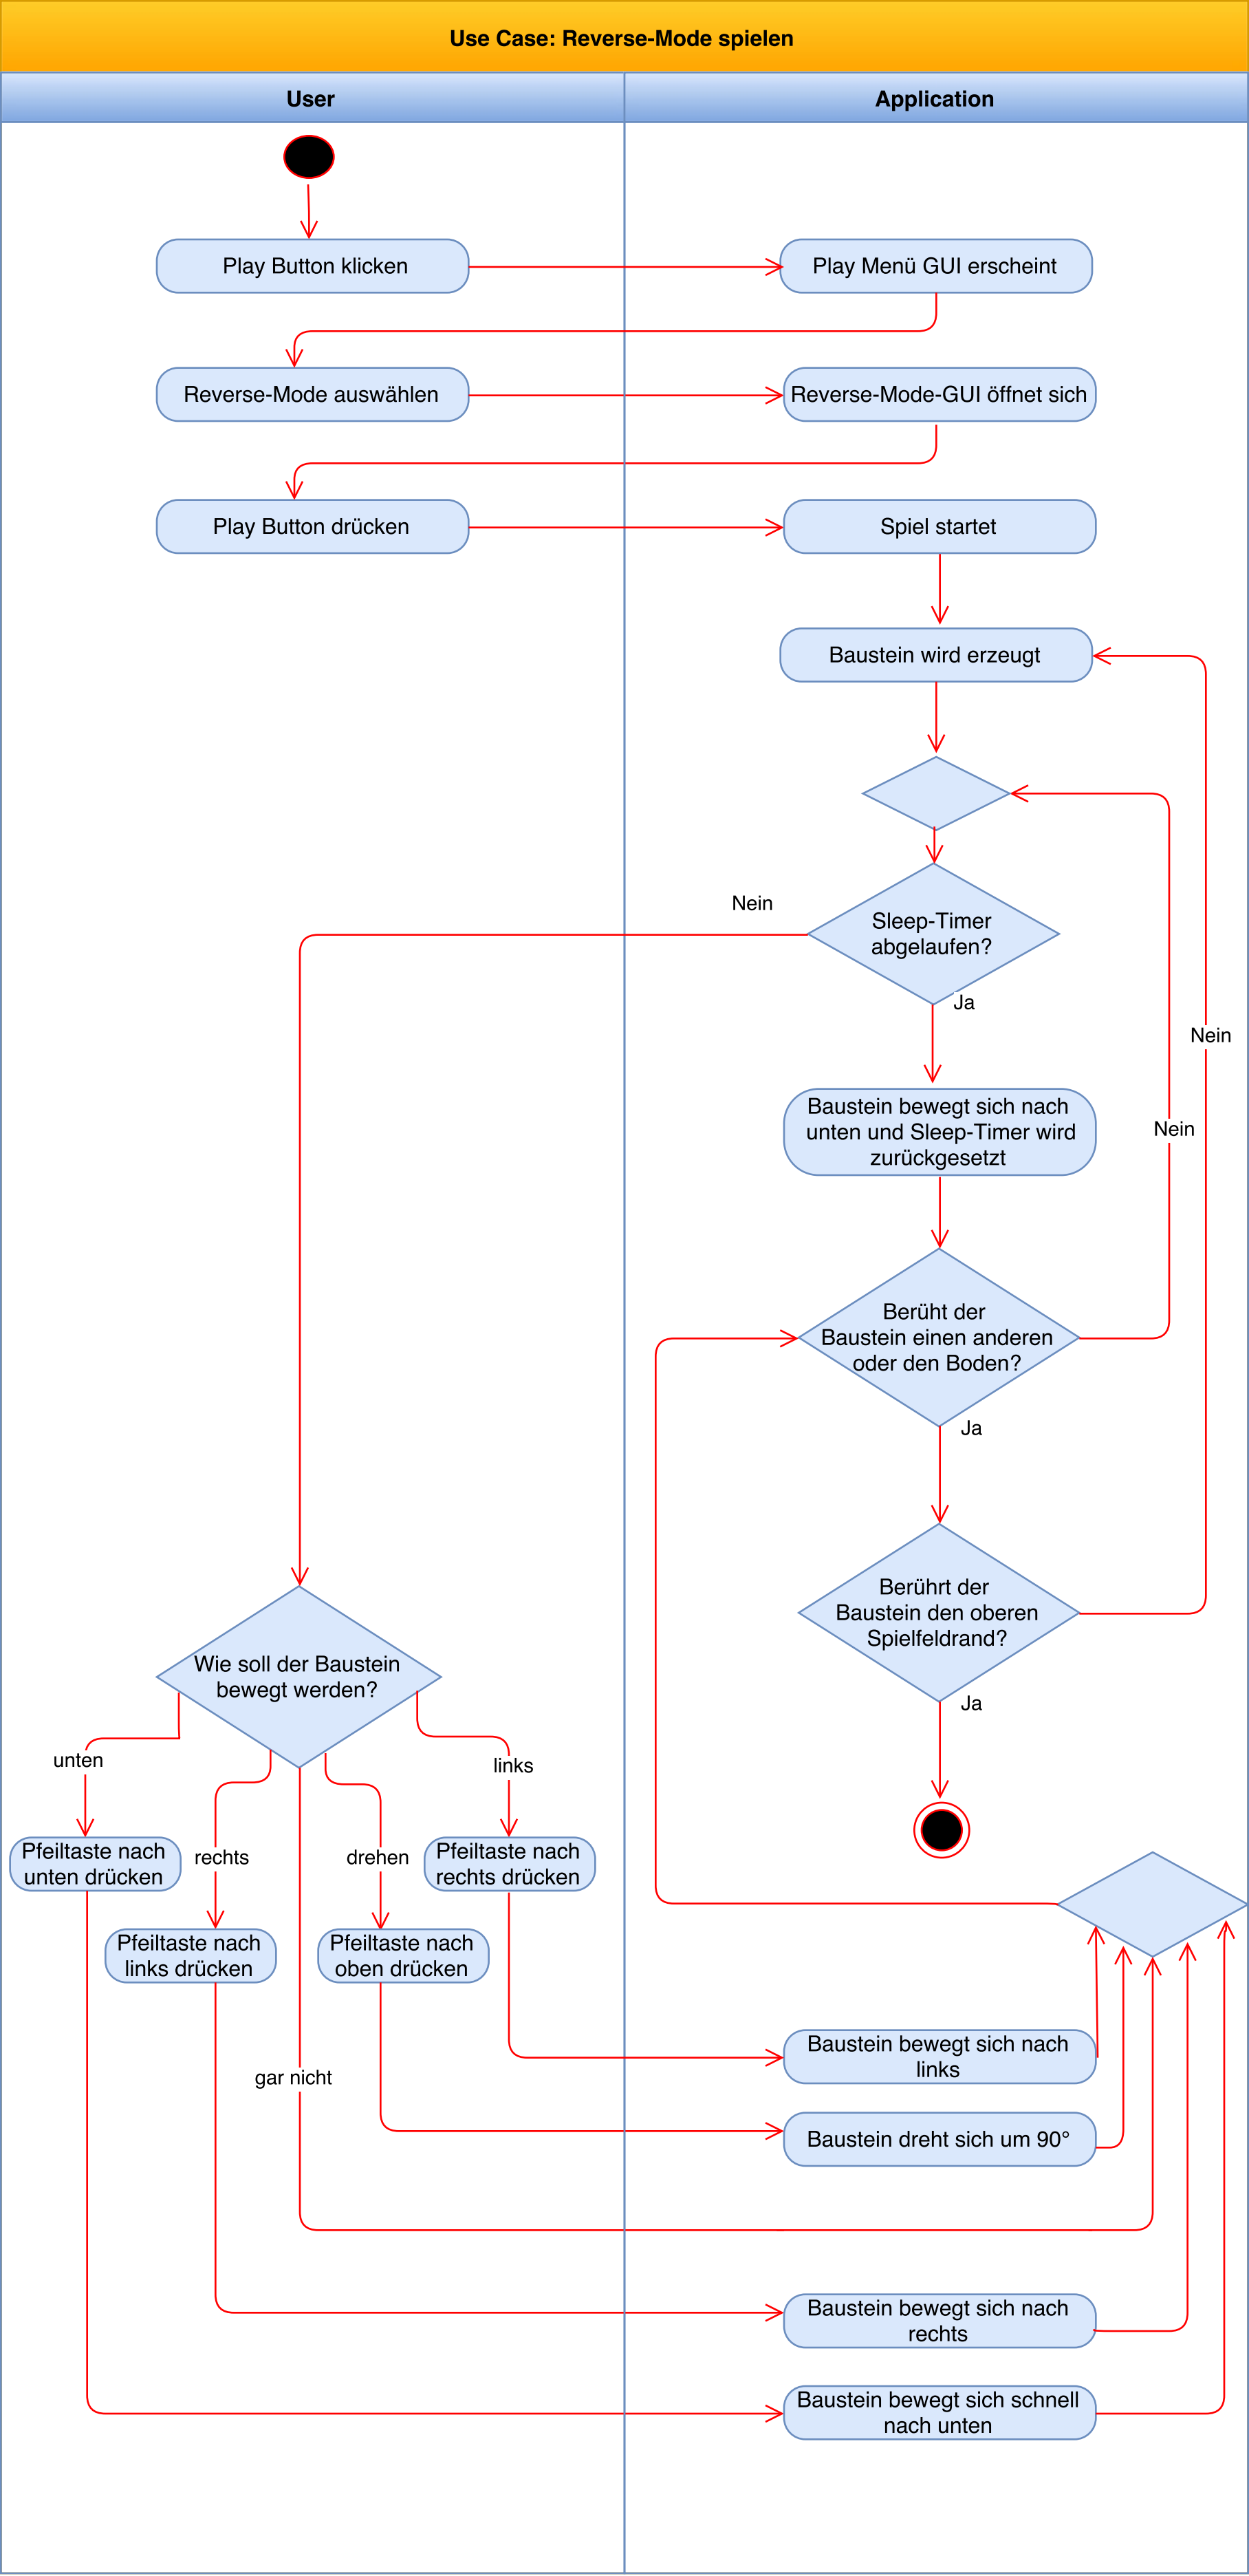 Use Case: Reverse-Mode spielen
User
Application
Play Button klicken
Play Menü GUI erscheint
Reverse-Mode auswählen
Reverse-Mode-GUI öffnet sich
Play Button drücken
Spiel startet
Baustein wird erzeugt
Nein
Sleep-Timer
abgelaufen?
Ja
Nein
Baustein bewegt sich nach
unten und Sleep-Timer wird
zurückgesetzt
Nein
Berüht der
Baustein einen anderen
oder den Boden?
Ja
Berührt der
Baustein den oberen
Spielfeldrand?
Ja
Wie soll der Baustein
bewegt werden?
unten
links
rechts
drehen
Pfeiltaste nach
unten drücken
Pfeiltaste nach
rechts drücken
Pfeiltaste nach
links drücken
Pfeiltaste nach
oben drücken
gar nicht
Baustein bewegt sich nach
links
Baustein dreht sich um 90°
Baustein bewegt sich nach
rechts
Baustein bewegt sich schnell
nach unten